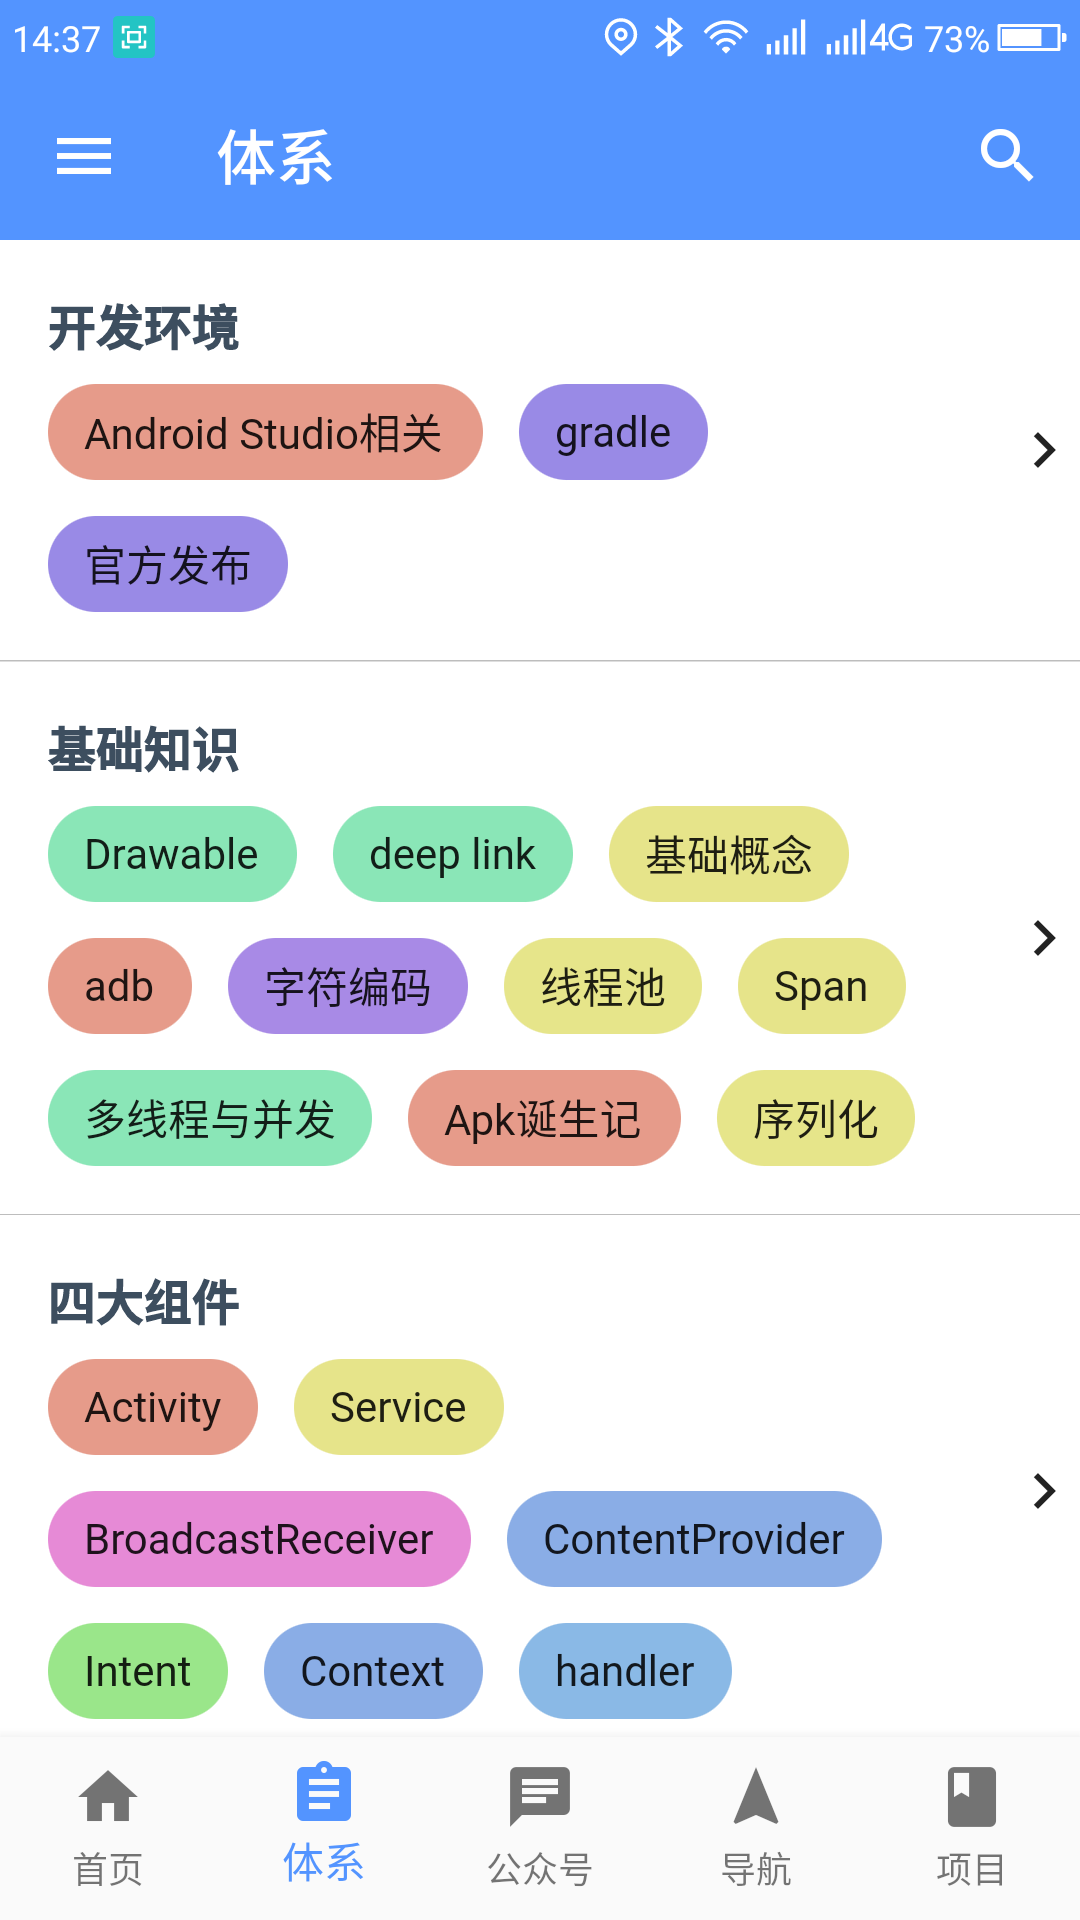 14:37 4G 73%
体系
开发环境
Android Studio相关 gradle
官方发布
基础知识
Drawable deep link 基础概念
adb 字符编码 线程池 Span
多线程与并发 Apk诞生记 序列化
四大组件
Activity Service
BroadcastReceiver ContentProvider
Intent Context handler
首页 体系 公众号 导航 项目